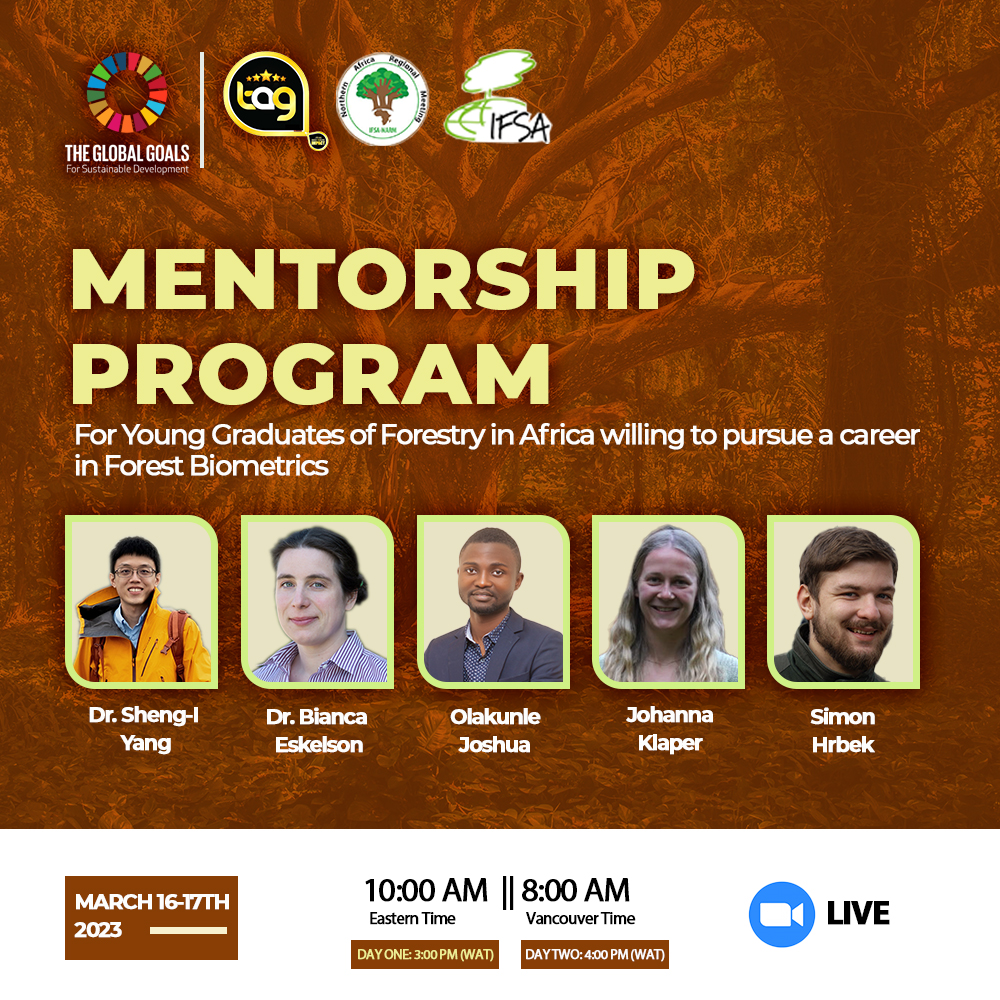 THE GLOBAL GOALS
For Sustainable Development
tag
Northern Africa Regional Meeting
IFSA-NARM
IFSA
MENTORSHIP
PROGRAM
For Young Graduates of Forestry in Africa willing to pursue a career
in Forest Biometrics
Dr. Sheng-I
Yang
Dr. Bianca
Eskelson
Olakunle
Joshua
Johanna
Klaper
Simon
Hrbek
MARCH 16-17TH
2023
10:00 AM || 8:00 AM
Eastern Time
Vancouver Time
DAY ONE: 3:00 PM (WAT)
DAY TWO: 4:00 PM (WAT)
LIVE